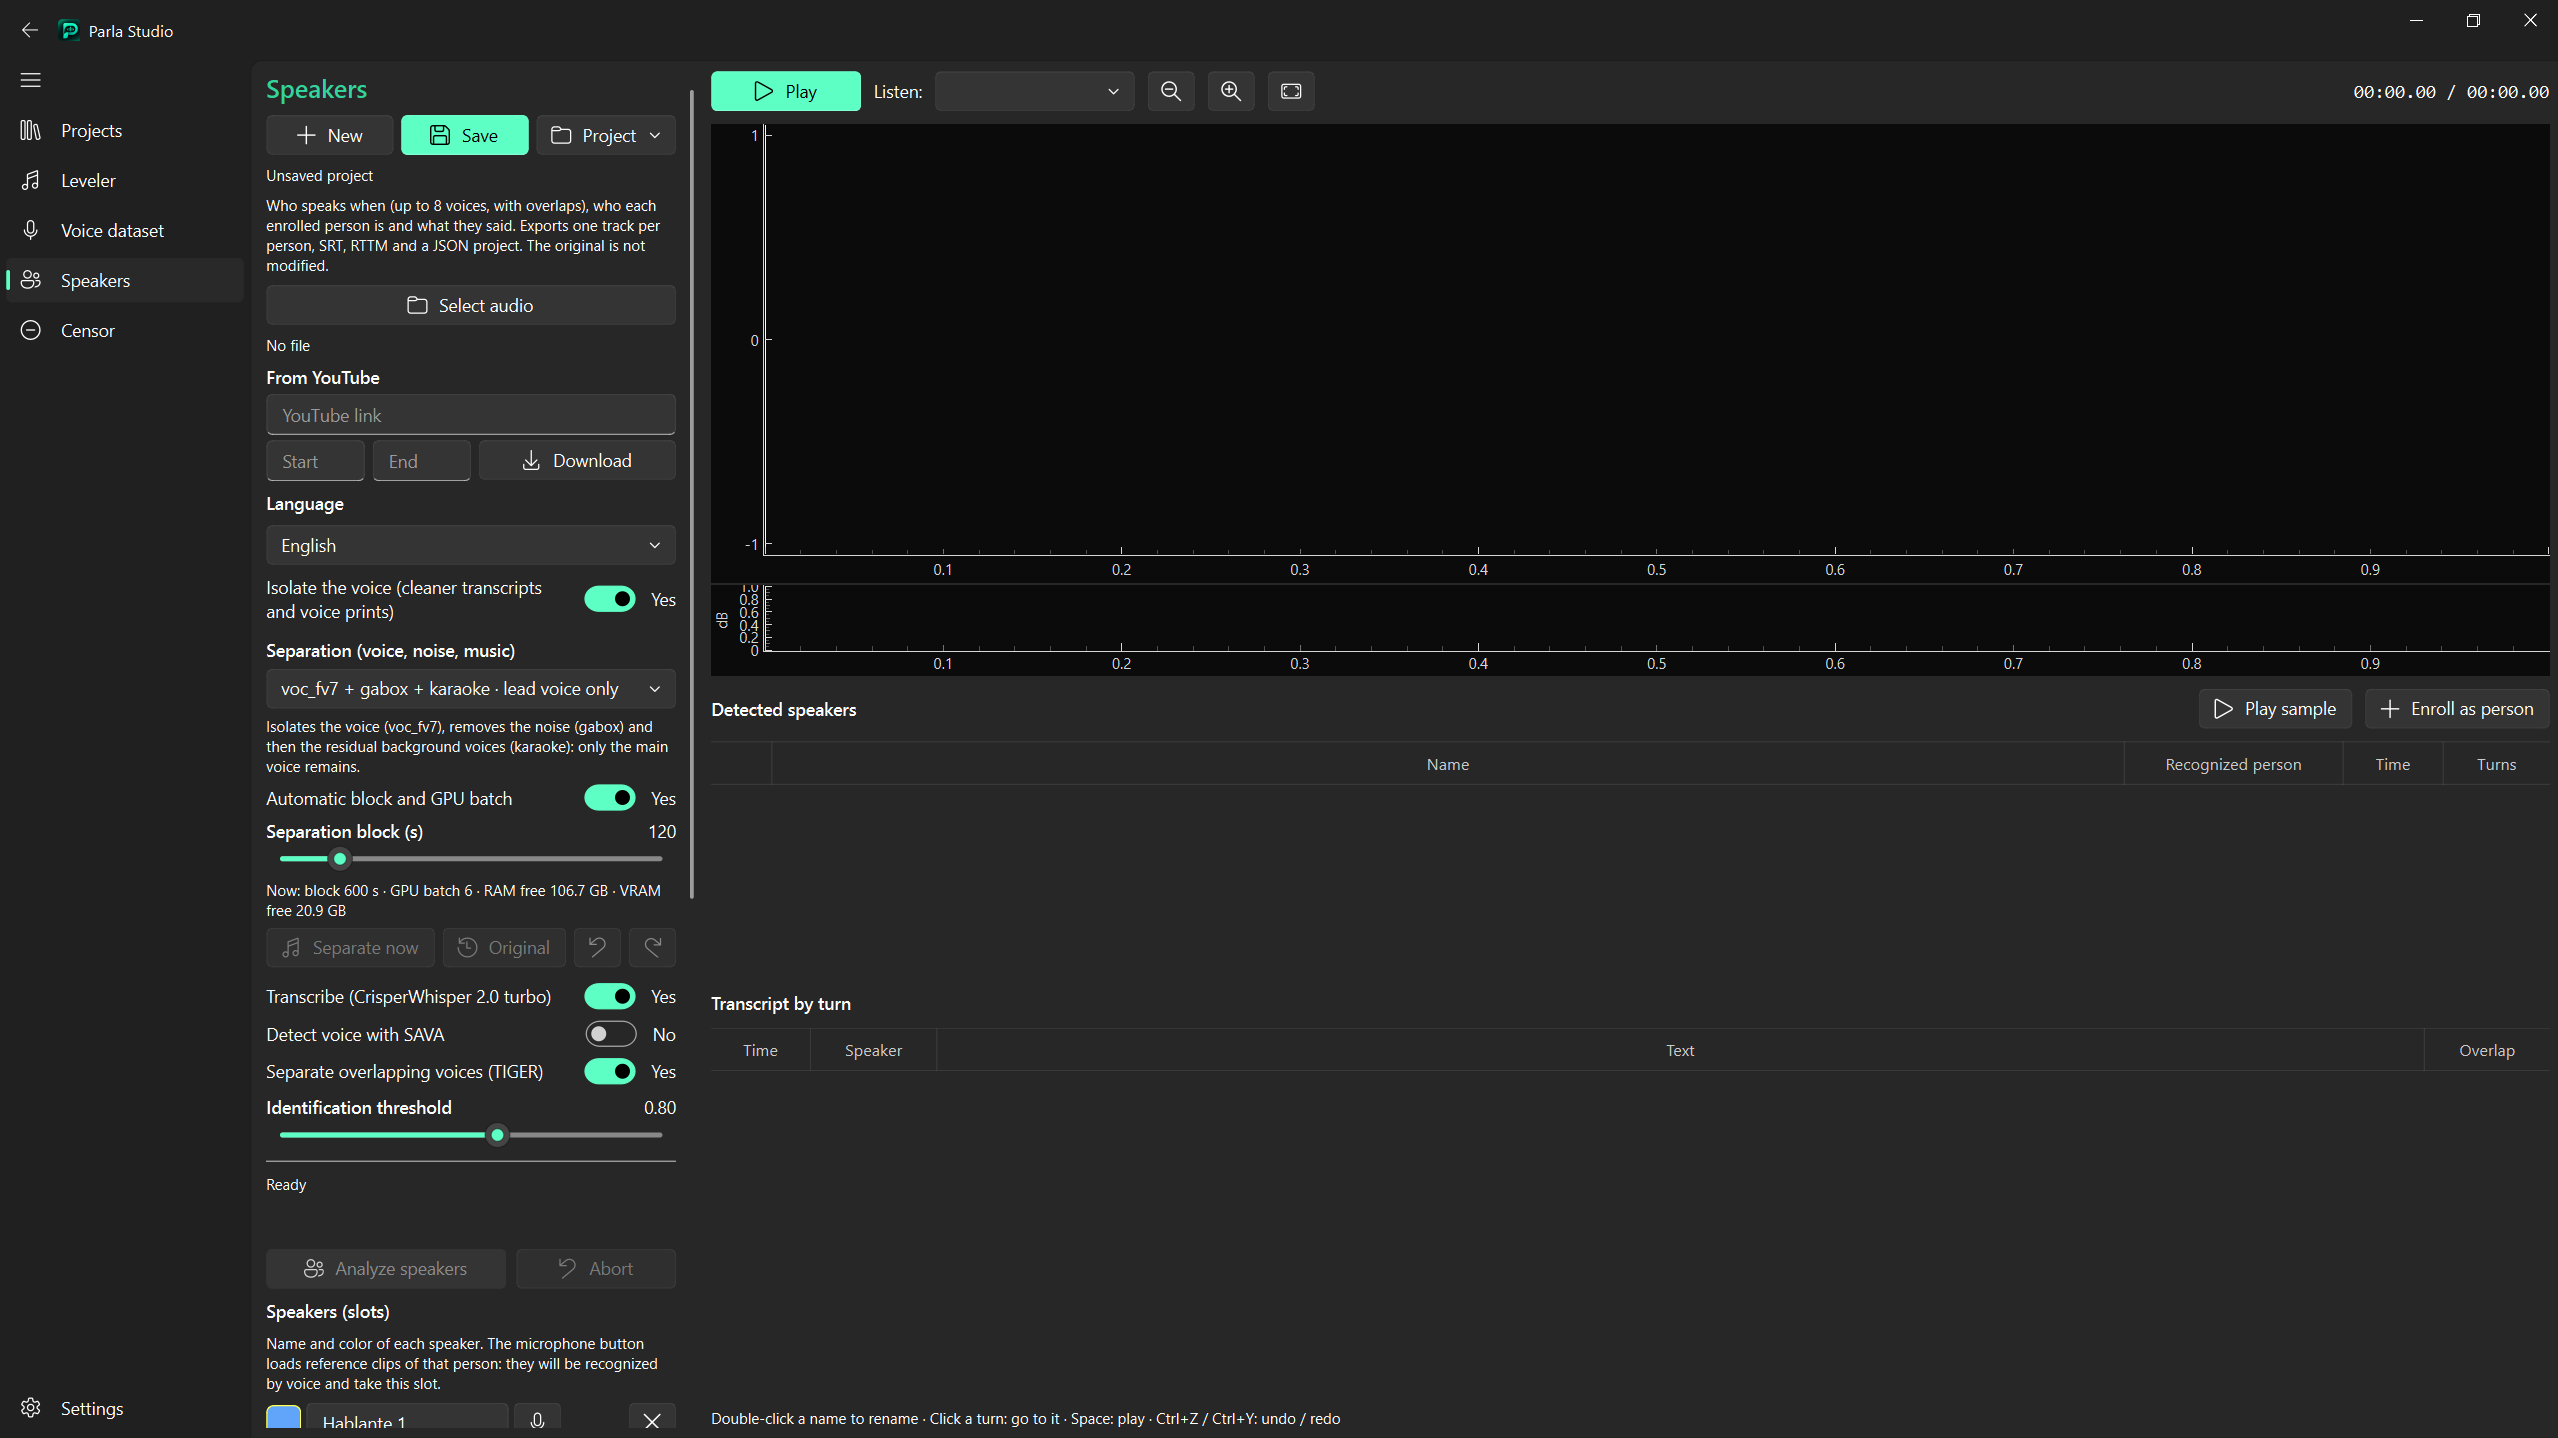 Parla Studio
Projects
Leveler
Voice dataset
Speakers
Censor
Settings
Speakers
New
Save
Project
Unsaved project
Who speaks when (up to 8 voices, with overlaps), who each
enrolled person is and what they said. Exports one track per
person, SRT, RTTM and a JSON project. The original is not
modified.
Select audio
No file
From YouTube
YouTube link
Start
End
Download
Language
English
Isolate the voice (cleaner transcripts
and voice prints)
Yes
Separation (voice, noise, music)
voc_fv7 + gabox + karaoke · lead voice only
Isolates the voice (voc_fv7), removes the noise (gabox) and
then the residual background voices (karaoke): only the main
voice remains.
Automatic block and GPU batch
Yes
Separation block (s)
120
Now: block 600 s · GPU batch 6 · RAM free 106.7 GB · VRAM
free 20.9 GB
Separate now
Original
Transcribe (CrisperWhisper 2.0 turbo)
Yes
Detect voice with SAVA
No
Separate overlapping voices (TIGER)
Yes
Identification threshold
0.80
Ready
Analyze speakers
Abort
Speakers (slots)
Name and color of each speaker. The microphone button
loads reference clips of that person: they will be recognized
by voice and take this slot.
Hablante 1
Play
Listen:
00:00.00 / 00:00.00
1
0
-1
0.1 0.2 0.3 0.4 0.5 0.6 0.7 0.8 0.9
dB
1.0
0.8
0.6
0.4
0.2
0
0.1 0.2 0.3 0.4 0.5 0.6 0.7 0.8 0.9
Detected speakers
Play sample
Enroll as person
Name
Recognized person
Time
Turns
Transcript by turn
Time
Speaker
Text
Overlap
Double-click a name to rename · Click a turn: go to it · Space: play · Ctrl+Z / Ctrl+Y: undo / redo